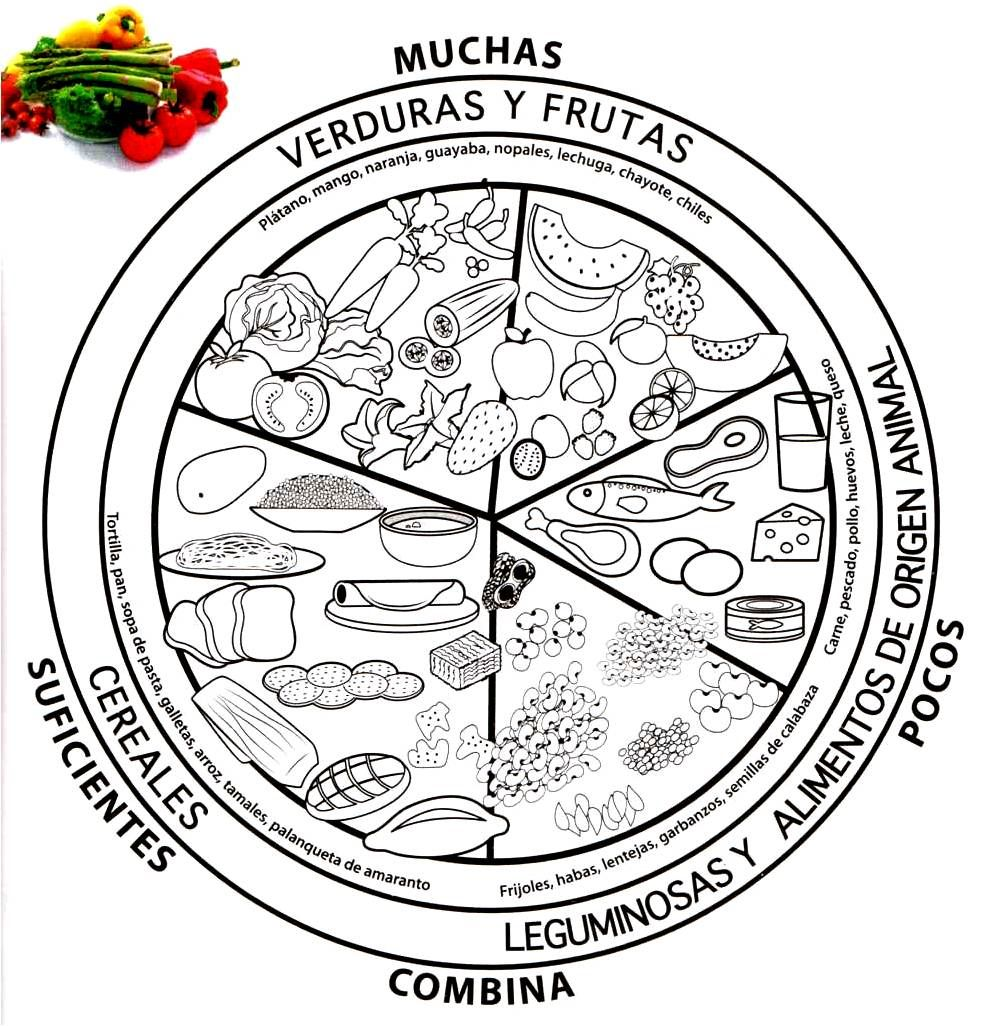 MUCHAS
VERDURAS Y FRUTAS
Plátano, mango, naranja, guayaba, nopales, lechuga, chayote, chiles
Carne, pescado, pollo, huevos, leche, queso
LEGUMINOSAS Y ALIMENTOS DE ORIGEN ANIMAL
POCOS
Frijoles, habas, lentejas, garbanzos, semillas de calabaza
COMBINA
Tortilla, pan, sopa de pasta, galletas, arroz, tamales, palanqueta de amaranto
CEREALES
SUFICIENTES